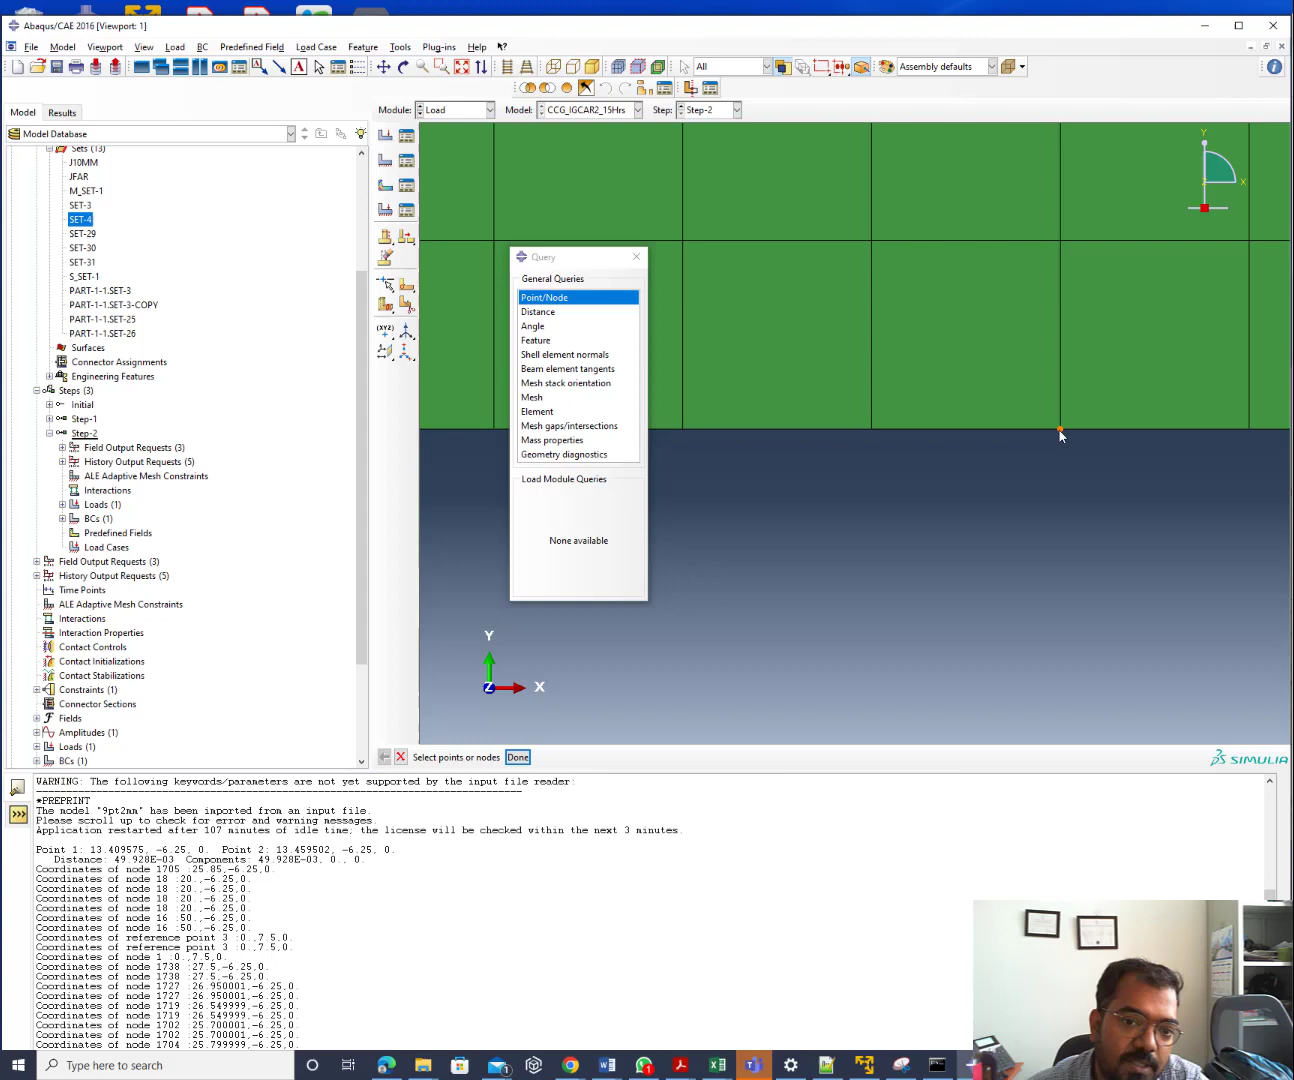 Abaqus/CAE 2016 [Viewport: 1]
File Model Viewport View Load BC Predefined Field Load Case Feature Tools Plug-ins Help
All
Assembly defaults
Model Results
Module: Load Model: CCG_IGCAR2_15Hrs Step: Step-2
Model Database
Sets (13)
J10MM
JFAR
M_SET-1
SET-3
SET-4
SET-29
SET-30
SET-31
S_SET-1
PART-1-1.SET-3
PART-1-1.SET-3-COPY
PART-1-1.SET-25
PART-1-1.SET-26
Surfaces
Connector Assignments
Engineering Features
Steps (3)
Initial
Step-1
Step-2
Field Output Requests (3)
History Output Requests (5)
ALE Adaptive Mesh Constraints
Interactions
Loads (1)
BCs (1)
Predefined Fields
Load Cases
Field Output Requests (3)
History Output Requests (5)
Time Points
ALE Adaptive Mesh Constraints
Interactions
Interaction Properties
Contact Controls
Contact Initializations
Contact Stabilizations
Constraints (1)
Connector Sections
Fields
Amplitudes (1)
Loads (1)
BCs (1)
Query
General Queries
Point/Node
Distance
Angle
Feature
Shell element normals
Beam element tangents
Mesh stack orientation
Mesh
Element
Mesh gaps/intersections
Mass properties
Geometry diagnostics
Load Module Queries
None available
Y
X
Y
Z
X
Select points or nodes Done
SIMULIA
WARNING: The following keywords/parameters are not yet supported by the input file reader:
*PREPRINT
The model "9pt2mm" has been imported from an input file.
Please scroll up to check for error and warning messages.
Application restarted after 107 minutes of idle time; the license will be checked within the next 3 minutes.
Point 1: 13.409575, -6.25, 0. Point 2: 13.459502, -6.25, 0.
Distance: 49.928E-03 Components: 49.928E-03, 0., 0.
Coordinates of node 1705 :25.85,-6.25,0.
Coordinates of node 18 :20.,-6.25,0.
Coordinates of node 18 :20.,-6.25,0.
Coordinates of node 18 :20.,-6.25,0.
Coordinates of node 18 :20.,-6.25,0.
Coordinates of node 16 :50.,-6.25,0.
Coordinates of node 16 :50.,-6.25,0.
Coordinates of reference point 3 :0.,7.5,0.
Coordinates of reference point 3 :0.,7.5,0.
Coordinates of node 1 :0.,7.5,0.
Coordinates of node 1738 :27.5,-6.25,0.
Coordinates of node 1738 :27.5,-6.25,0.
Coordinates of node 1727 :26.950001,-6.25,0.
Coordinates of node 1727 :26.950001,-6.25,0.
Coordinates of node 1719 :26.549999,-6.25,0.
Coordinates of node 1719 :26.549999,-6.25,0.
Coordinates of node 1702 :25.700001,-6.25,0.
Coordinates of node 1702 :25.700001,-6.25,0.
Coordinates of node 1704 :25.799999,-6.25,0.
Type here to search